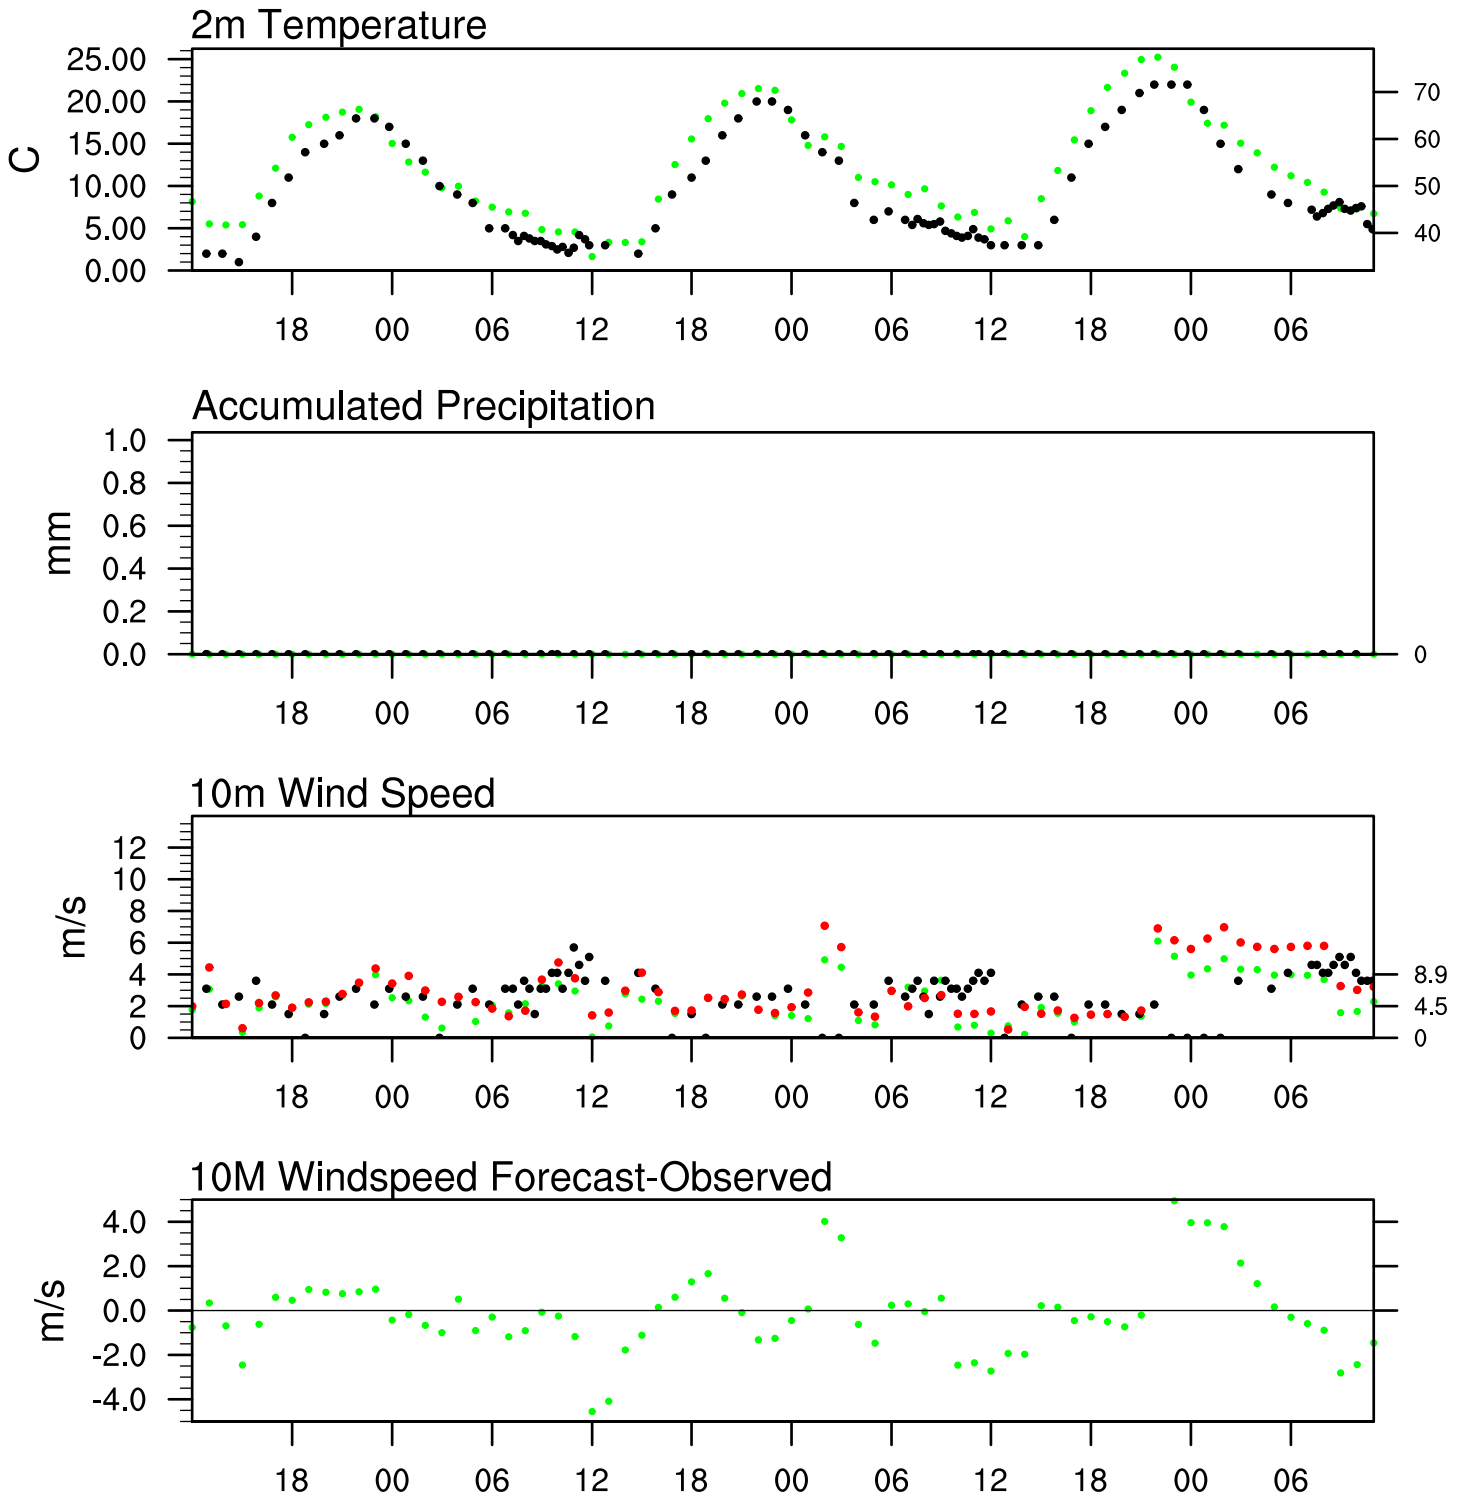 2m Temperature
25.00
20.00
15.00
10.00
5.00
0.00
C
70
60
50
40
18 00 06 12 18 00 06 12 18 00 06
Accumulated Precipitation
1.0
0.8
0.6
0.4
0.2
0.0
mm
0
18 00 06 12 18 00 06 12 18 00 06
10m Wind Speed
12
10
8
6
4
2
0
m/s
8.9
4.5
0
18 00 06 12 18 00 06 12 18 00 06
10M Windspeed Forecast-Observed
4.0
2.0
0.0
-2.0
-4.0
m/s
18 00 06 12 18 00 06 12 18 00 06